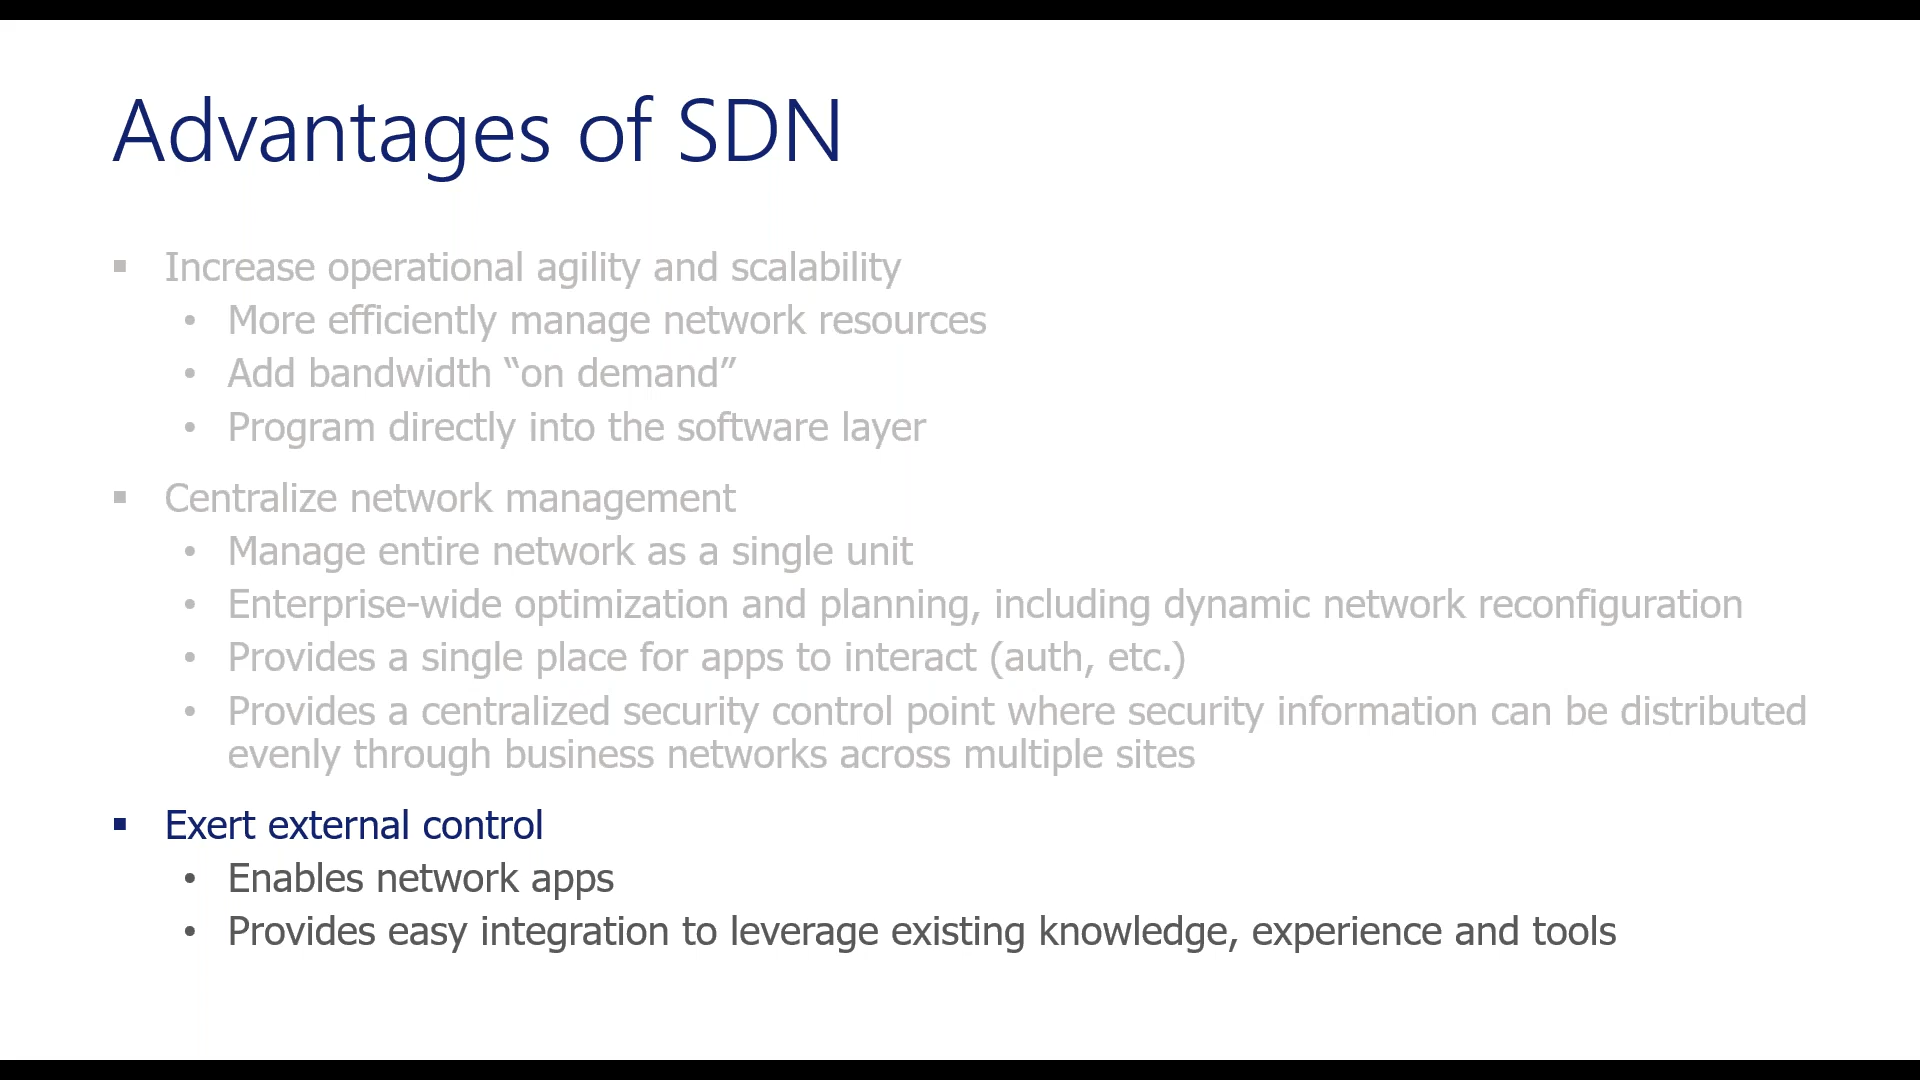 Advantages of SDN
▪ Increase operational agility and scalability
• More efficiently manage network resources
• Add bandwidth “on demand”
• Program directly into the software layer
▪ Centralize network management
• Manage entire network as a single unit
• Enterprise-wide optimization and planning, including dynamic network reconfiguration
• Provides a single place for apps to interact (auth, etc.)
• Provides a centralized security control point where security information can be distributed
evenly through business networks across multiple sites
▪ Exert external control
• Enables network apps
• Provides easy integration to leverage existing knowledge, experience and tools